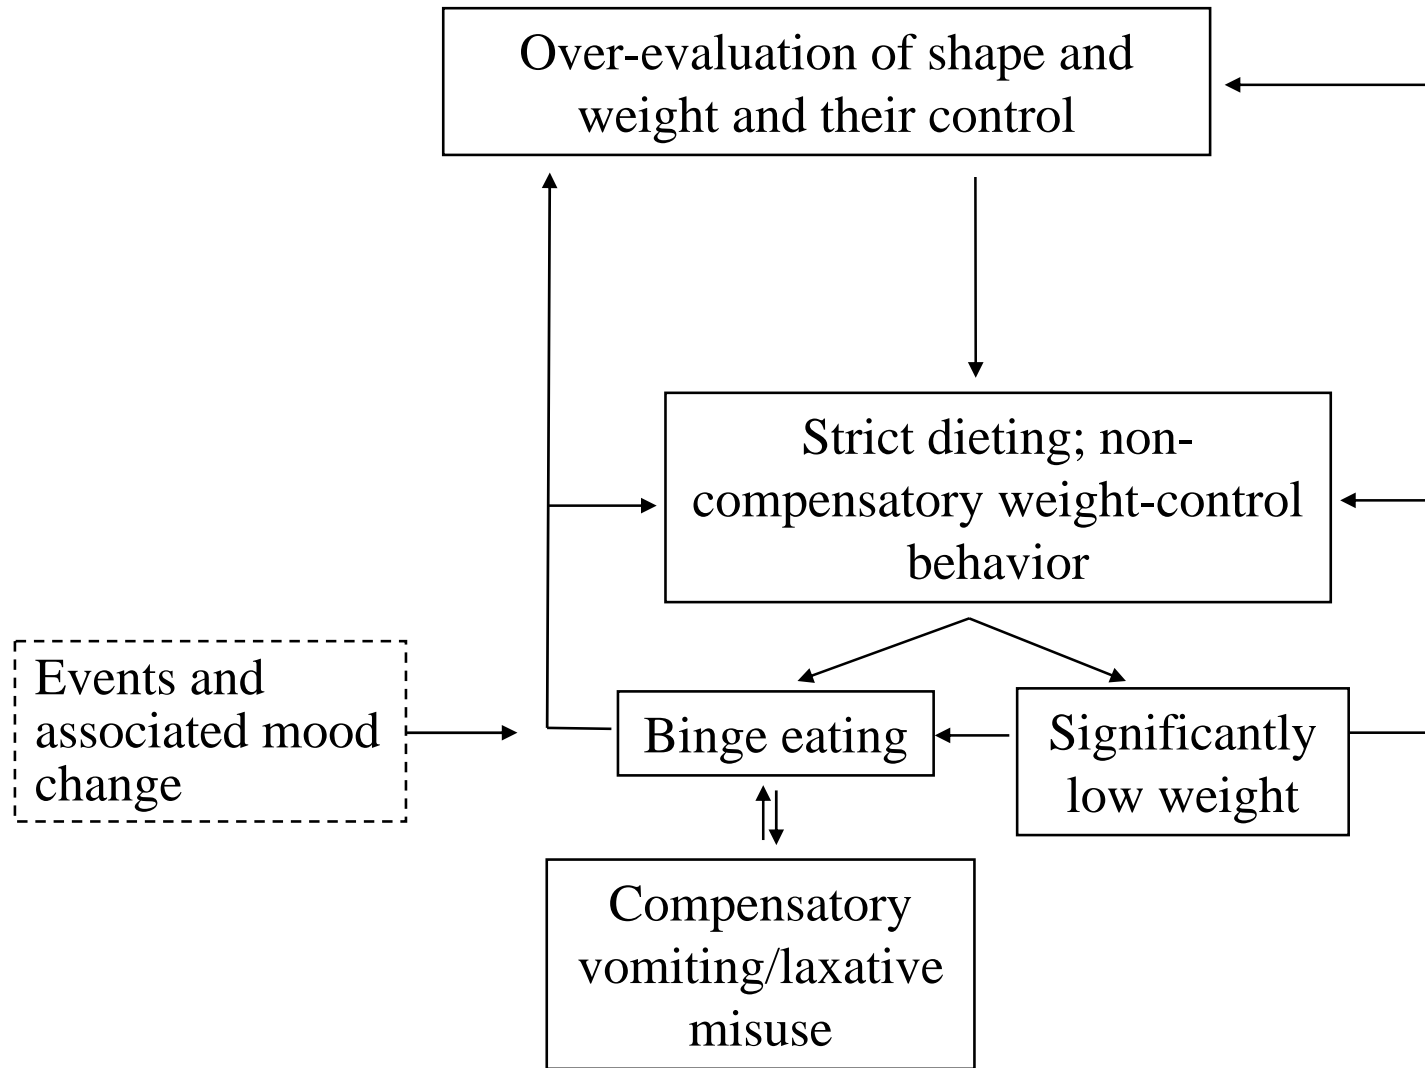 Over-evaluation of shape and
weight and their control
Strict dieting; non-
compensatory weight-control
behavior
Events and
associated mood
change
Binge eating
Significantly
low weight
Compensatory
vomiting/laxative
misuse